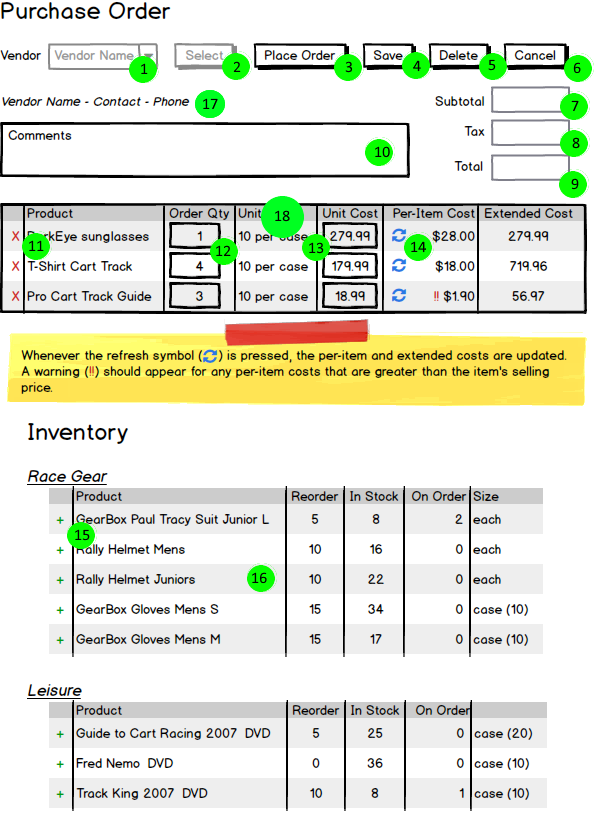 Purchase Order
Vendor Vendor Name 1 Select 2 Place Order 3 Save 4 Delete 5 Cancel 6
Vendor Name - Contact - Phone 17
Subtotal 7
Tax 8
Total 9
Comments 10
Product Order Qty Unit 18 Unit Cost Per-Item Cost Extended Cost
X 11 DarkEye sunglasses 1 12 10 per case 13 279.99 14 $28.00 279.99
X T-Shirt Cart Track 4 10 per case 179.99 $18.00 719.96
X Pro Cart Track Guide 3 10 per case 18.99 !! $1.90 56.97
Whenever the refresh symbol ( ) is pressed, the per-item and extended costs are updated.
A warning (!!) should appear for any per-item costs that are greater than the item's selling
price.
Inventory
Race Gear
Product Reorder In Stock On Order Size
+ GearBox Paul Tracy Suit Junior L 5 8 2 each
15
+ Rally Helmet Mens 10 16 0 each
+ Rally Helmet Juniors 16 10 22 0 each
+ GearBox Gloves Mens S 15 34 0 case (10)
+ GearBox Gloves Mens M 15 17 0 case (10)
Leisure
Product Reorder In Stock On Order
+ Guide to Cart Racing 2007 DVD 5 25 0 case (20)
+ Fred Nemo DVD 0 36 0 case (10)
+ Track King 2007 DVD 10 8 1 case (10)